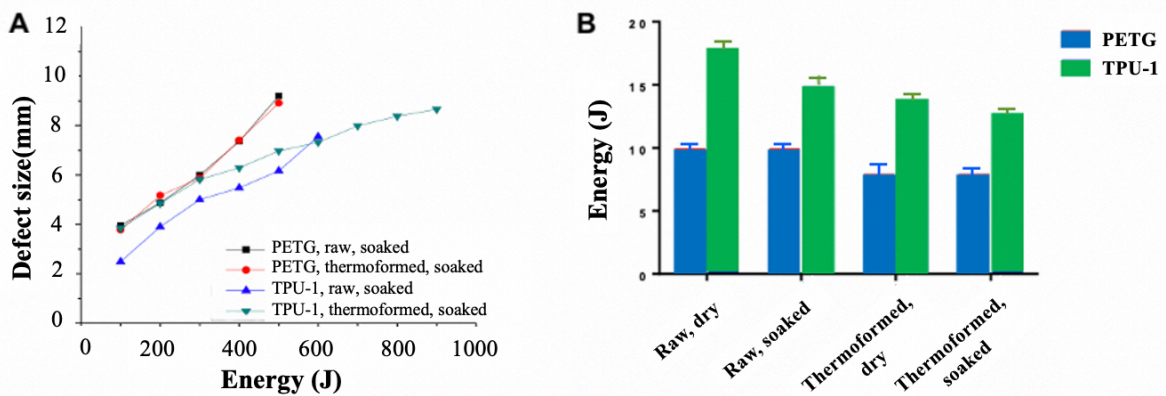 A
12
10
8
6
4
2
0
Defect size(mm)
PETG, raw, soaked
PETG, thermoformed, soaked
TPU-1, raw, soaked
TPU-1, thermoformed, soaked
0 200 400 600 800 1000
Energy (J)
B
20
15
10
5
0
Energy (J)
PETG
TPU-1
Raw, dry
Raw, soaked
Thermoformed,
dry
Thermoformed,
soaked